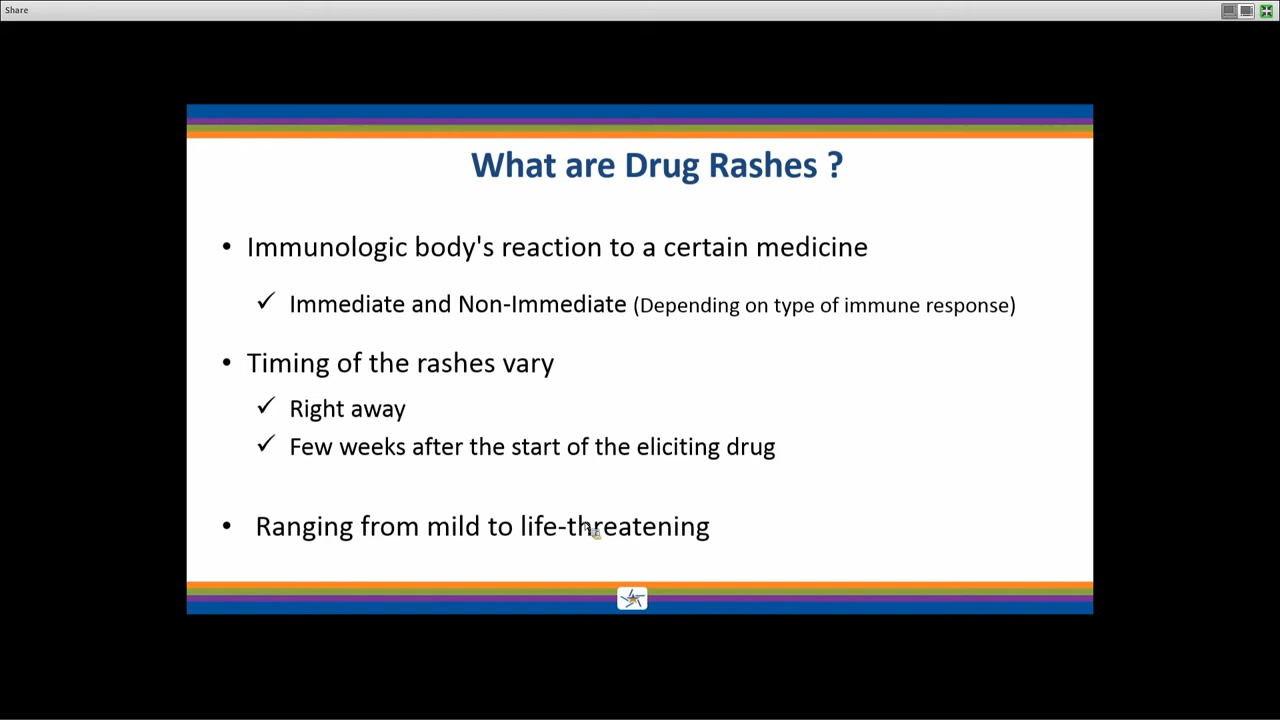 Share
What are Drug Rashes ?
• Immunologic body's reaction to a certain medicine
✓ Immediate and Non-Immediate (Depending on type of immune response)
• Timing of the rashes vary
✓ Right away
✓ Few weeks after the start of the eliciting drug
• Ranging from mild to life-threatening